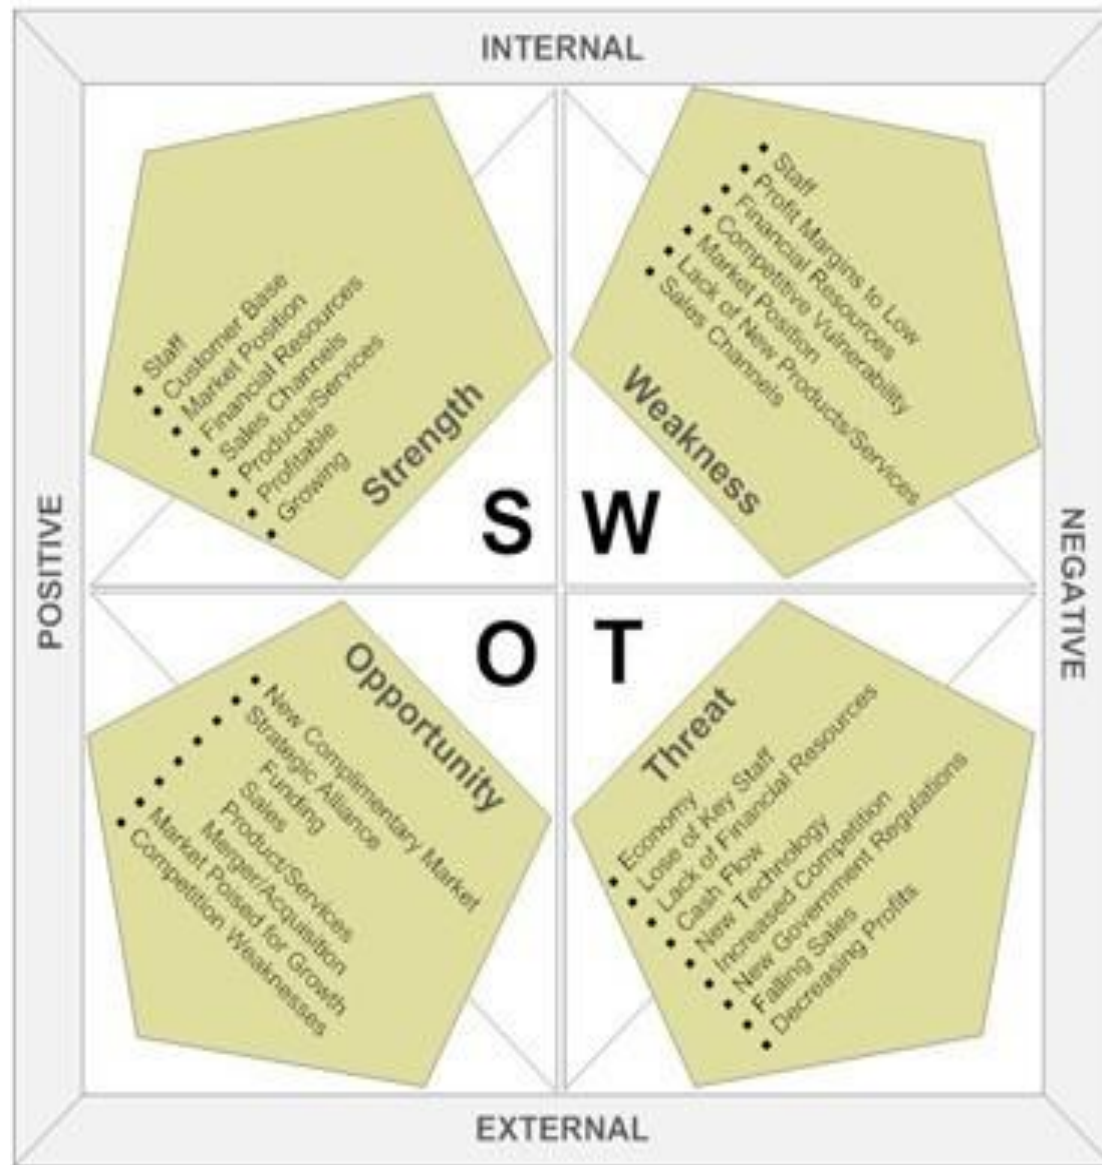 INTERNAL
POSITIVE
NEGATIVE
EXTERNAL
• Staff
• Customer Base
• Market Position
• Financial Resources
• Sales Channels
• Products/Services
• Profitable
• Growing
Strength
S
• Staff
• Profit Margins to Low
• Financial Resources
• Competitive Vulnerability
• Market Position
• Lack of New Products/Services
• Sales Channels
Weakness
W
O
Opportunity
• New Complimentary Market
• Strategic Alliance
• Funding
• Sales
• Product/Services
• Merger/Acquisition
• Market Poised for Growth
• Competition Weaknesses
T
Threat
• Economy
• Lose of Key Staff
• Lack of Financial Resources
• Cash Flow
• New Technology
• Increased Competition
• New Government Regulations
• Falling Sales
• Decreasing Profits